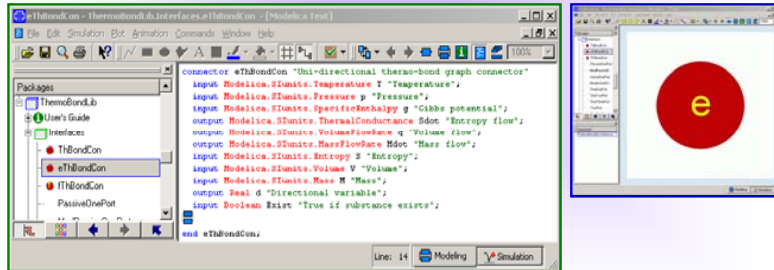 eThBondCon - ThermoBondLib.Interfaces.eThBondCon - [Modelica Text]
File Edit Simulation Plot Animation Commands Window Help
100%
Packages
ThermoBondLib
User's Guide
Interfaces
ThBondCon
eThBondCon
fThBondCon
PassiveOnePort
connector eThBondCon "Uni-directional thermo-bond graph connector"
input Modelica.SIunits.Temperature T "Temperature";
input Modelica.SIunits.Pressure p "Pressure";
input Modelica.SIunits.SpecificEnthalpy g "Gibbs potential";
output Modelica.SIunits.ThermalConductance Sdot "Entropy flow";
output Modelica.SIunits.VolumeFlowRate q "Volume flow";
output Modelica.SIunits.MassFlowRate Mdot "Mass flow";
input Modelica.SIunits.Entropy S "Entropy";
input Modelica.SIunits.Volume V "Volume";
input Modelica.SIunits.Mass M "Mass";
output Real d "Directional variable";
input Boolean Exist "True if substance exists";
end eThBondCon;
Line: 14 Modeling Simulation
e